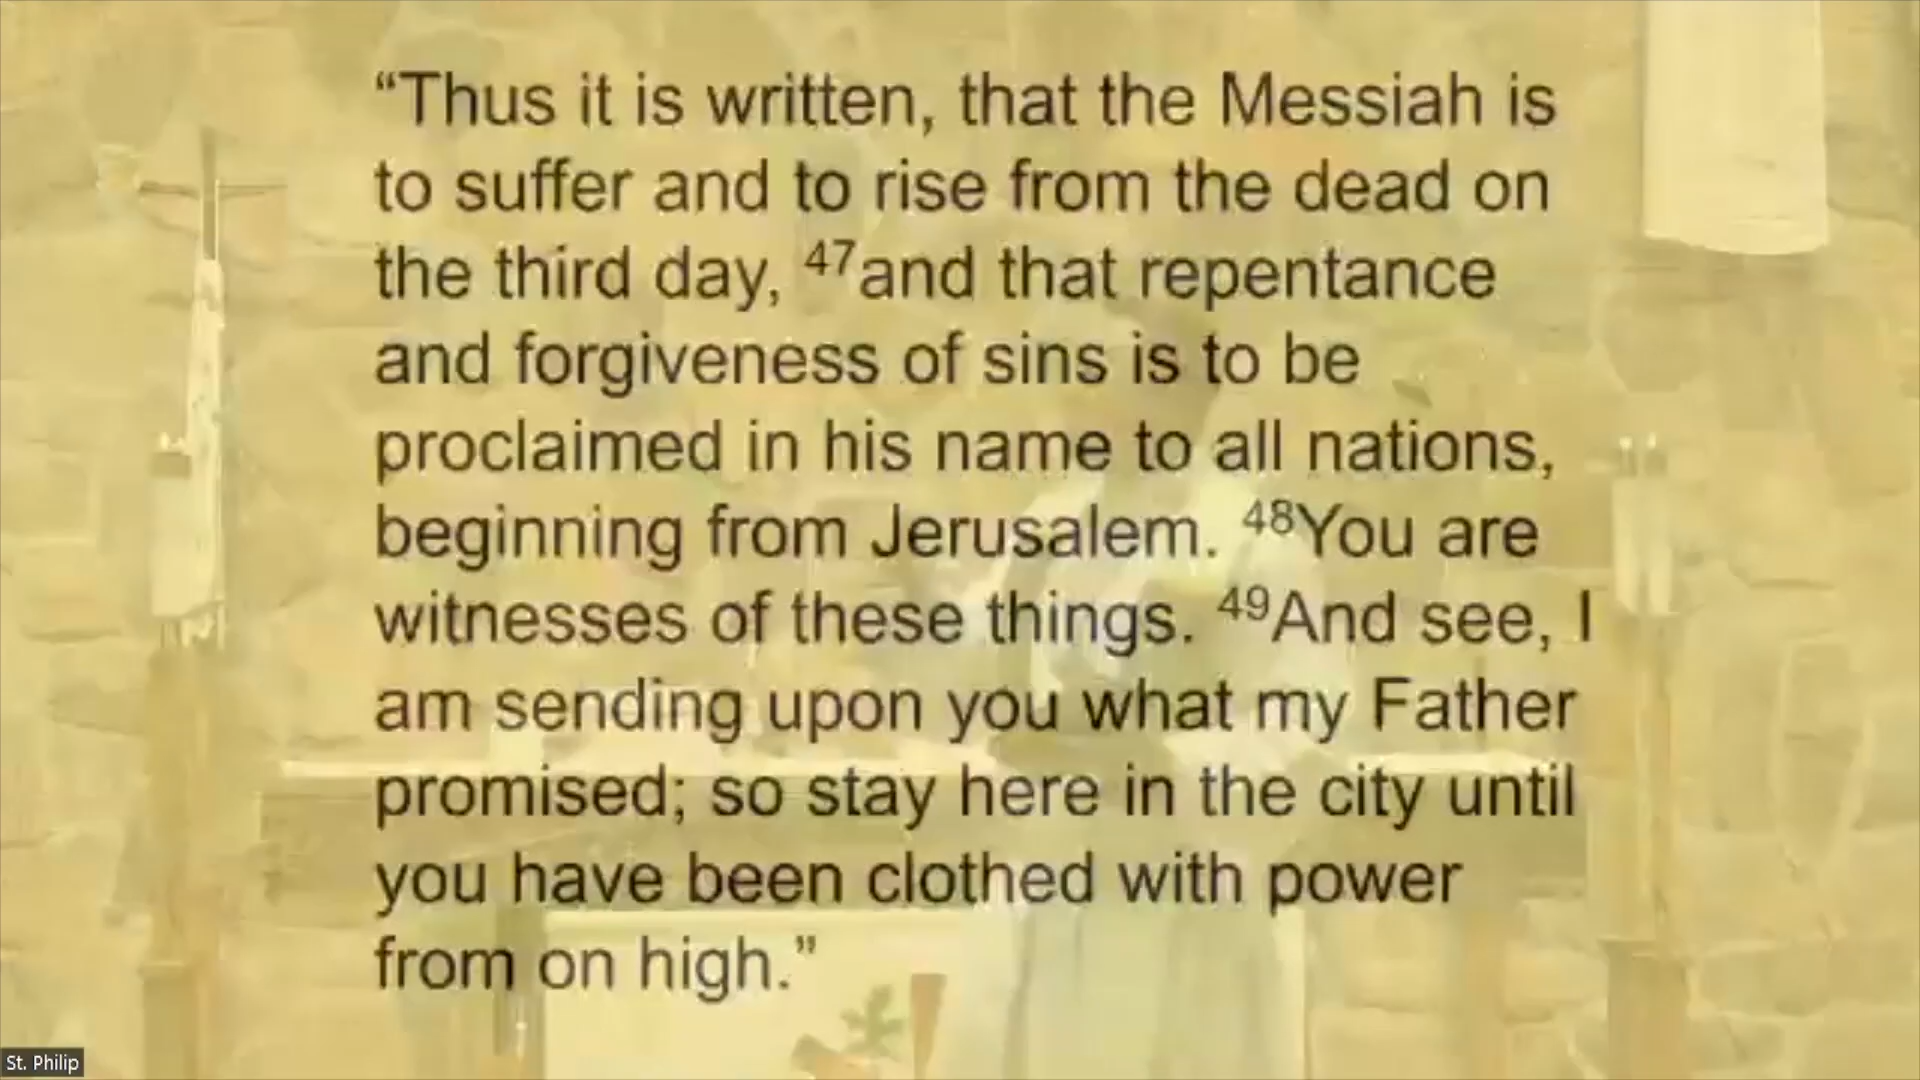 “Thus it is written, that the Messiah is
to suffer and to rise from the dead on
the third day, ⁴⁷and that repentance
and forgiveness of sins is to be
proclaimed in his name to all nations,
beginning from Jerusalem. ⁴⁸You are
witnesses of these things. ⁴⁹And see, I
am sending upon you what my Father
promised; so stay here in the city until
you have been clothed with power
from on high.”
St. Philip